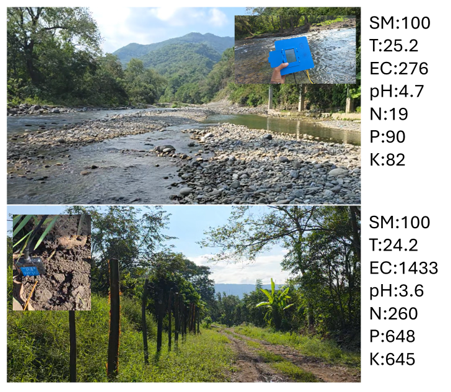 SM:100
T:25.2
EC:276
pH:4.7
N:19
P:90
K:82
SM:100
T:24.2
EC:1433
pH:3.6
N:260
P:648
K:645